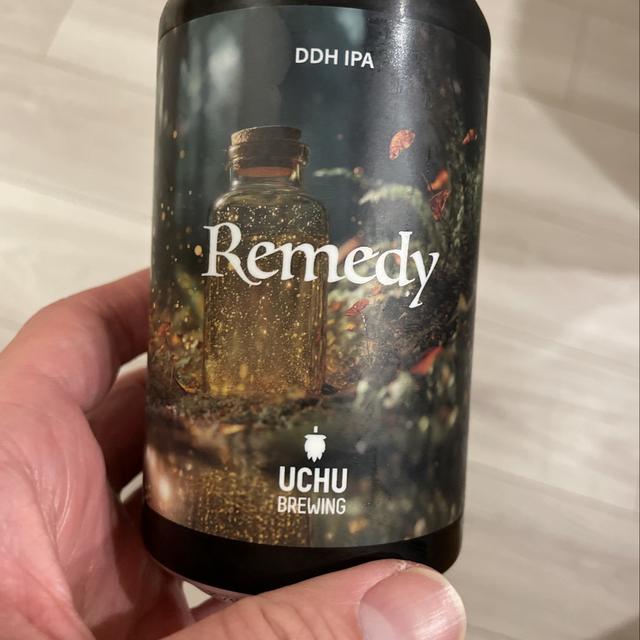 DDH IPA
Remedy
UCHU
BREWING